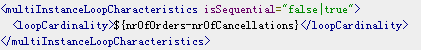 <multiInstanceLoopCharacteristics isSequential="false|true">
<loopCardinality>${nrOfOrders-nrOfCancellations}</loopCardinality>
</multiInstanceLoopCharacteristics>